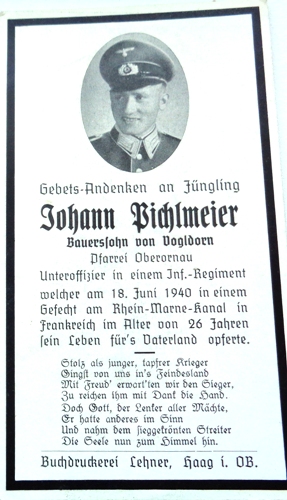 Gebets-Andenken an Jüngling
Johann Pichlmeier
Bauerssohn von Vogldorn
Pfarrei Oberornau
Unteroffizier in einem Inf.-Regiment
welcher am 18. Juni 1940 in einem
Gefecht am Rhein-Marne-Kanal in
Frankreich im Alter von 26 Jahren
sein Leben für's Vaterland opferte.
Stolz als junger, tapfrer Krieger
Gingst von uns in's Feindesland
Mit Freud' erwart'ten wir den Sieger,
Zu reichen ihm mit Dank die Hand.
Doch Gott, der Lenker aller Mächte,
Er hatte anderes im Sinn
Und nahm dem sieggekrönten Streiter
Die Seele nun zum Himmel hin.
Buchdruckerei Lehner, Haag i. OB.